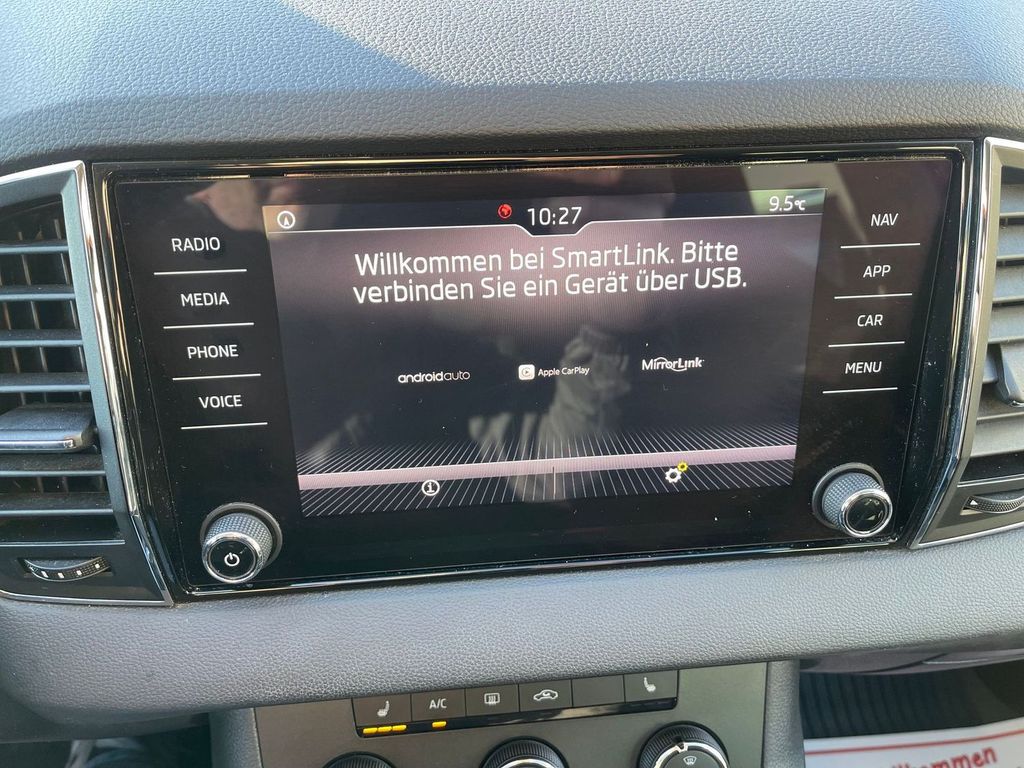 10:27
9.5°C
RADIO
MEDIA
PHONE
VOICE
Willkommen bei SmartLink. Bitte
verbinden Sie ein Gerät über USB.
androidauto
Apple CarPlay
MirrorLink™
NAV
APP
CAR
MENU
A/C